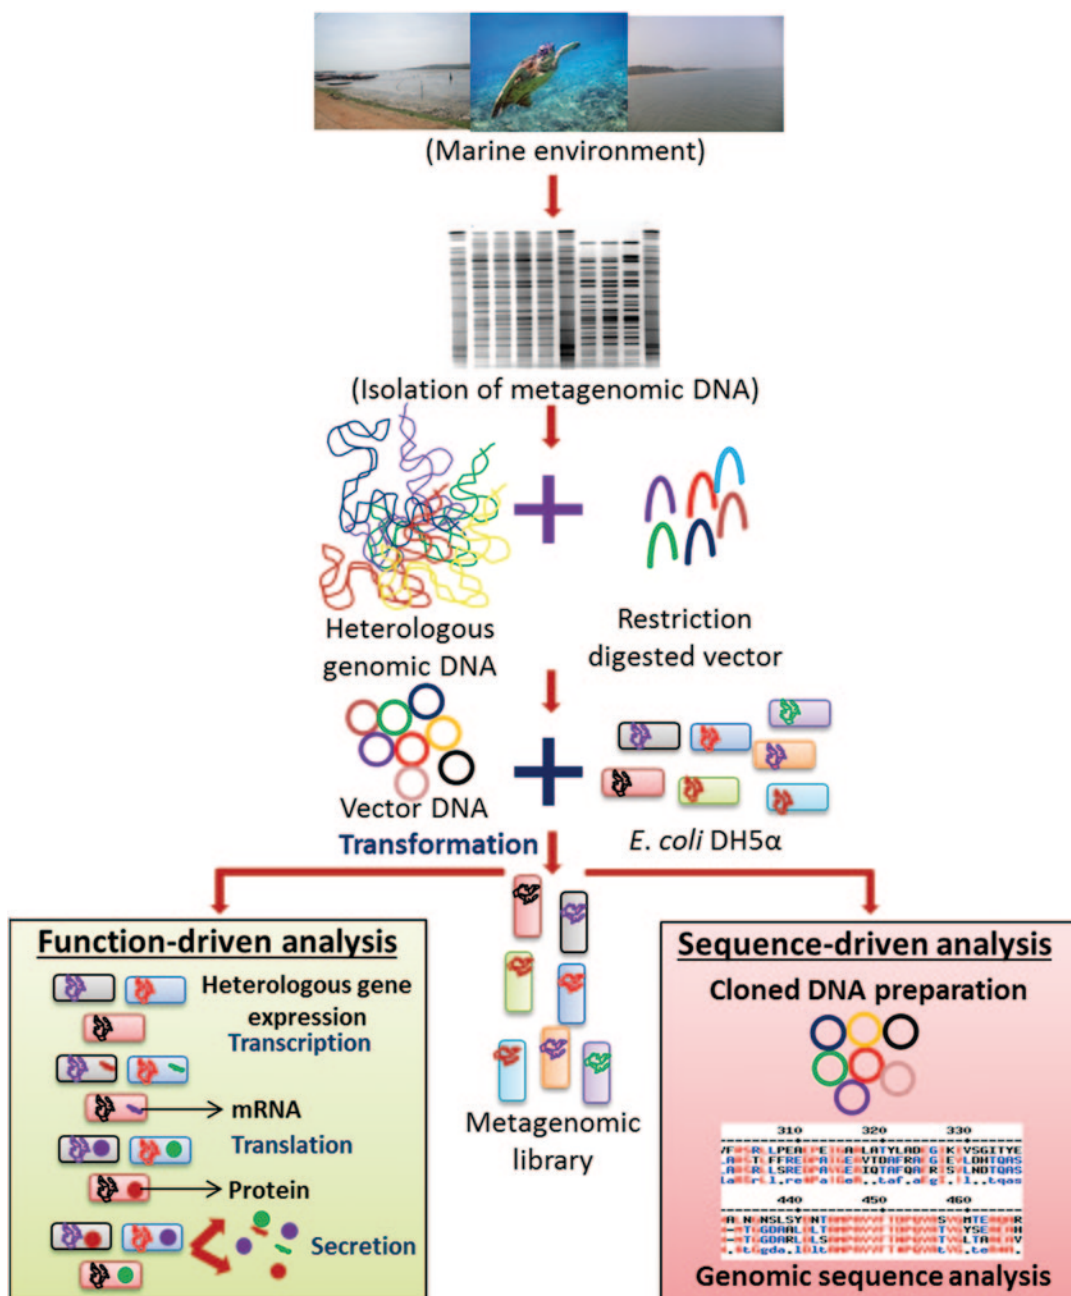 (Marine environment)
(Isolation of metagenomic DNA)
Heterologous
genomic DNA
Restriction
digested vector
Vector DNA
E. coli DH5α
Transformation
Function-driven analysis
Heterologous gene
expression
Transcription
mRNA
Translation
Protein
Secretion
Metagenomic
library
Sequence-driven analysis
Cloned DNA preparation
310 320 330
440 450 460
Genomic sequence analysis